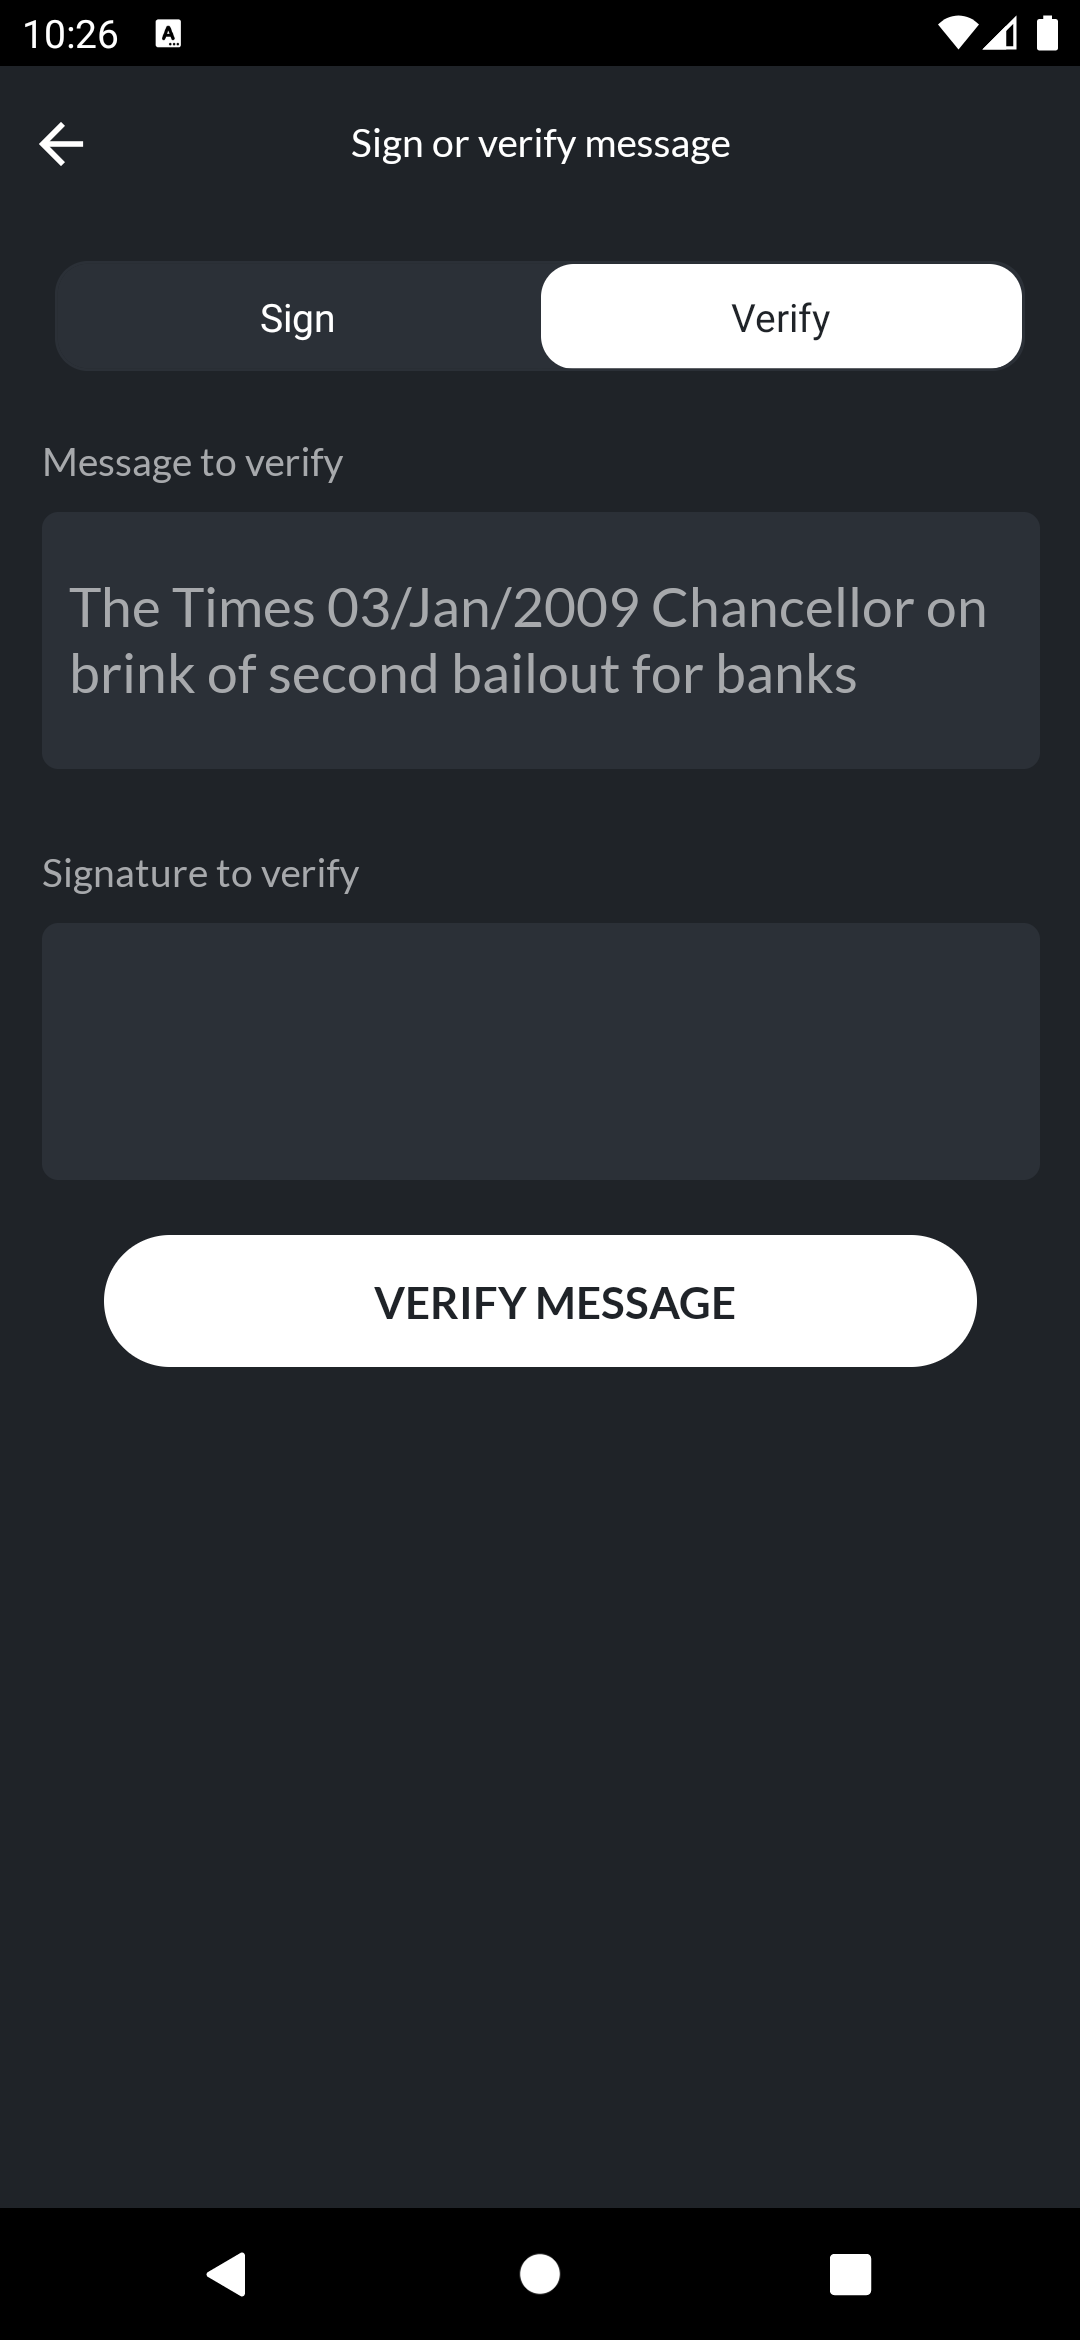 10:26
Sign or verify message
Sign
Verify
Message to verify
The Times 03/Jan/2009 Chancellor on
brink of second bailout for banks
Signature to verify
VERIFY MESSAGE